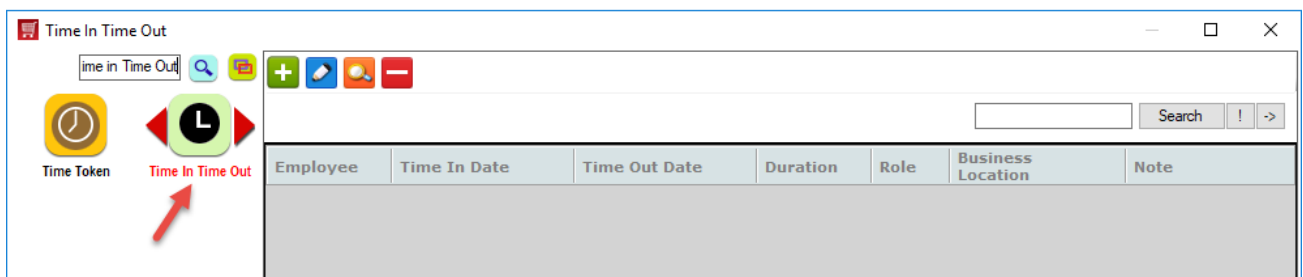 Time In Time Out
ime in Time Out
Search ! ->
Time Token
Time In Time Out
Employee Time In Date Time Out Date Duration Role Business Location Note